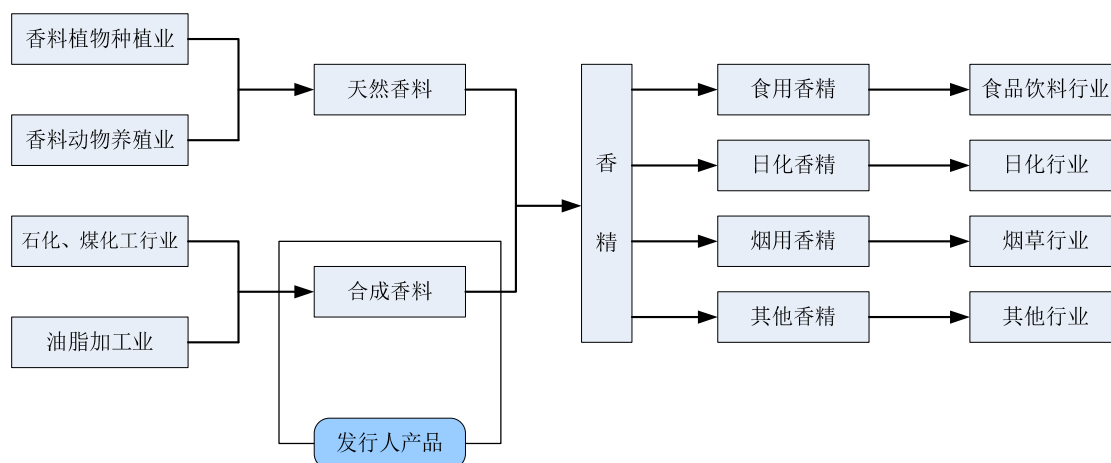 香料植物种植业
香料动物养殖业
石化、煤化工行业
油脂加工业
天然香料
合成香料
发行人产品
香精
食用香精
日化香精
烟用香精
其他香精
食品饮料行业
日化行业
烟草行业
其他行业